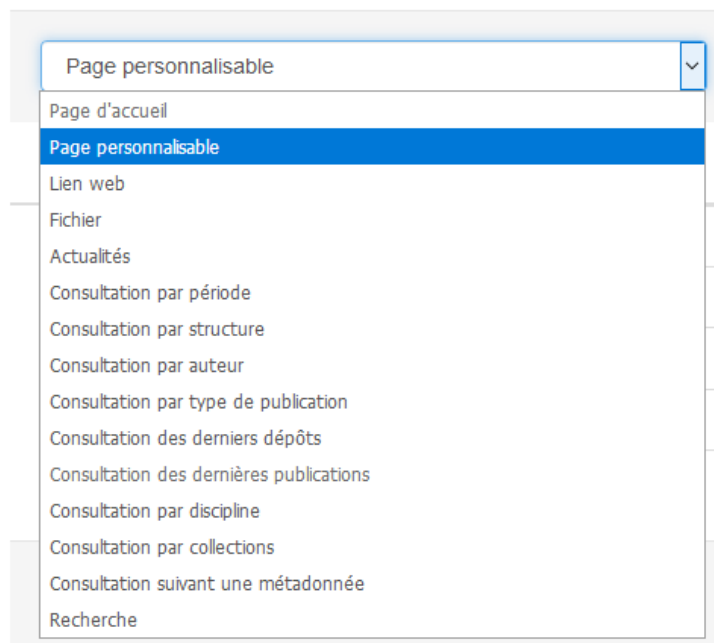 Page personnalisable
Page d'accueil
Page personnalisable
Lien web
Fichier
Actualités
Consultation par période
Consultation par structure
Consultation par auteur
Consultation par type de publication
Consultation des derniers dépôts
Consultation des dernières publications
Consultation par discipline
Consultation par collections
Consultation suivant une métadonnée
Recherche